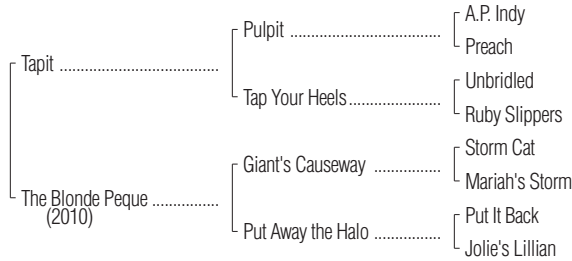 A.P. Indy
Pulpit ..............................
Preach
Tapit ...................................
Unbridled
Tap Your Heels....................
Ruby Slippers
Storm Cat
Giant's Causeway ..............
Mariah's Storm
The Blonde Peque ...............
(2010)
Put It Back
Put Away the Halo ..............
Jolie's Lillian